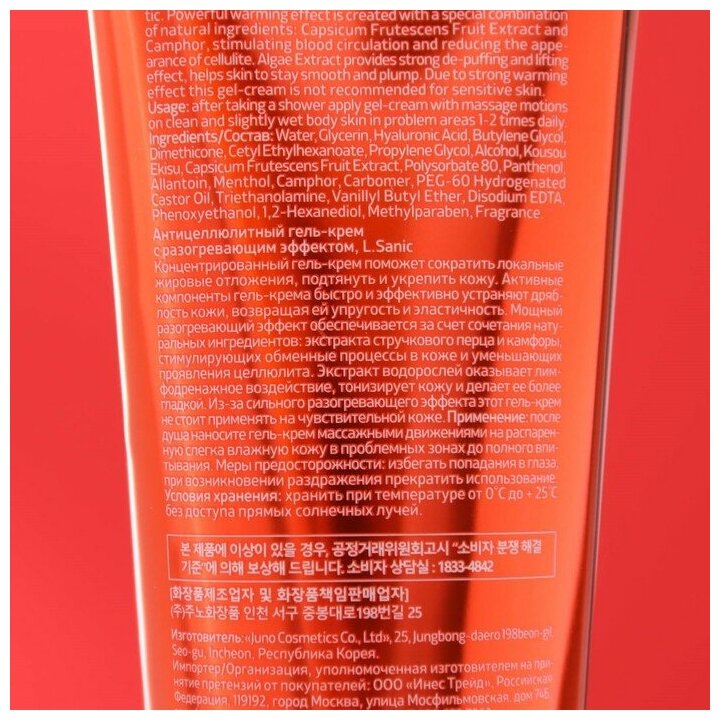 tic. Powerful warming effect is created with a special combination
of natural ingredients: Capsicum Frutescens Fruit Extract and
Camphor, stimulating blood circulation and reducing the appe-
arance of cellulite. Algae Extract provides strong de-puffing and lifting
effect, helps skin to stay smooth and plump. Due to strong warming
effect this gel-cream is not recommended for sensitive skin.
Usage: after taking a shower apply gel-cream with massage motions
on clean and slightly wet body skin in problem areas 1-2 times daily.
Ingredients/Состав: Water, Glycerin, Hyaluronic Acid, Butylene Glycol,
Dimethicone, Cetyl Ethylhexanoate, Propylene Glycol, Alcohol, Kousou
Ekisu, Capsicum Frutescens Fruit Extract, Polysorbate 80, Panthenol,
Allantoin, Menthol, Camphor, Carbomer, PEG-60 Hydrogenated
Castor Oil, Triethanolamine, Vanillyl Butyl Ether, Disodium EDTA,
Phenoxyethanol, 1,2-Hexanediol, Methylparaben, Fragrance
Антицеллюлитный гель-крем
с разогревающим эффектом, L.Sanic
Концентрированный гель-крем поможет сократить локальные
жировые отложения, подтянуть и укрепить кожу. Активные
компоненты гель-крема быстро и эффективно устраняют дряб-
лость кожи, возвращая ей упругость и эластичность. Мощный
разогревающий эффект обеспечивается за счет сочетания нату-
ральных ингредиентов: экстракта стручкового перца и камфоры,
стимулирующих обменные процессы в коже и уменьшающих
проявления целлюлита. Экстракт водорослей оказывает лим-
фодренажное воздействие, тонизирует кожу и делает ее более
гладкой. Из-за сильного разогревающего эффекта этот гель-крем
не стоит применять на чувствительной коже. Применение: после
душа наносите гель-крем массажными движениями на распарен-
ную слегка влажную кожу в проблемных зонах до полного впи-
тывания. Меры предосторожности: избегать попадания в глаза,
при возникновении раздражения прекратить использование.
Условия хранения: хранить при температуре от 0°C до +25°C
без доступа прямых солнечных лучей.
본 제품에 이상이 있을 경우, 공정거래위원회고시 "소비자 분쟁 해결
기준"에 의해 보상해 드립니다. 소비자 상담실 : 1833-4842
[화장품제조업자 및 화장품책임판매업자]
(주)주노화장품 인천 서구 중봉대로198번길 25
Изготовитель: «Juno Cosmetics Co., Ltd», 25, Jungbong-daero 198beon-gil,
Seo-gu, Incheon, Республика Корея.
Импортер/Организация, уполномоченная изготовителем на при-
нятие претензий от покупателей: ООО «Инес Трейд», Российская
Федерация, 119192, город Москва, улица Мосфильмовская, дом 74Б,